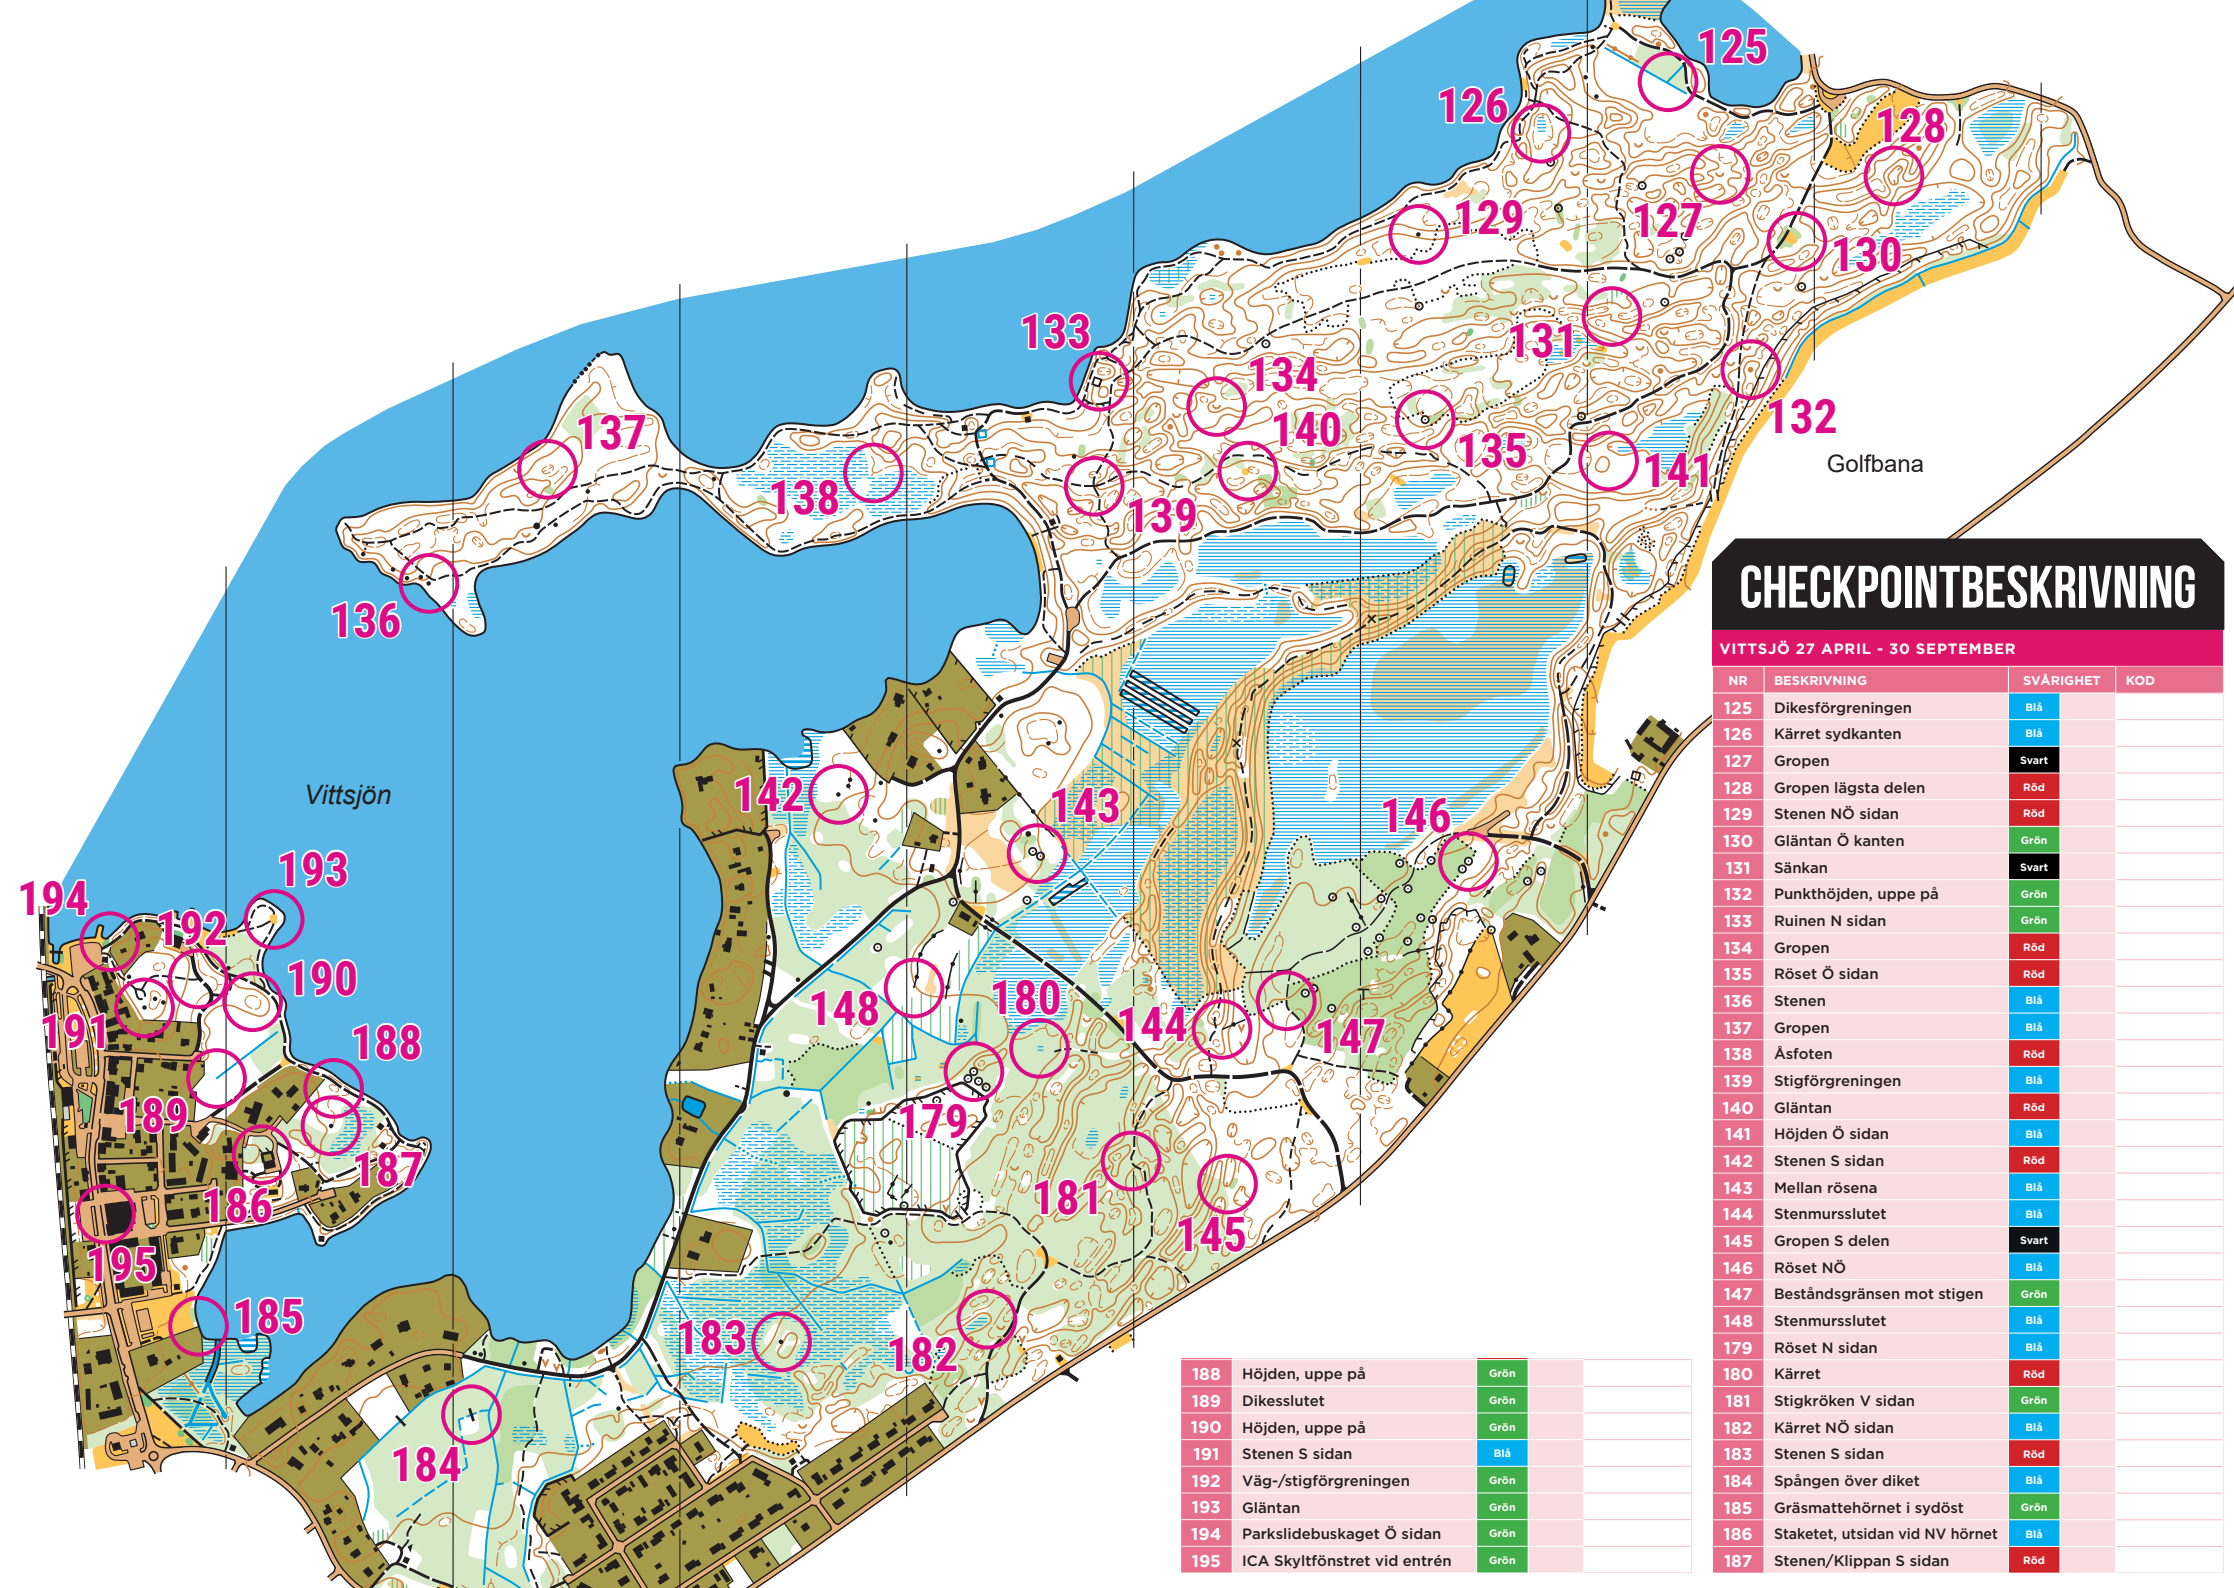 125
126
128
129
127
130
133
131
134
137
140
132
135
Golfbana
138
141
139
136
142
143
Vittsjön
146
193
194
192
190
148
180
144
147
191
188
189
179
187
181
186
145
195
185
183
182
184
CHECKPOINTBESKRIVNING
VITTSJÖ 27 APRIL - 30 SEPTEMBER
NR BESKRIVNING SVÅRIGHET KOD
125 Dikesförgreningen Blå
126 Kärret sydkanten Blå
127 Gropen Svart
128 Gropen lägsta delen Röd
129 Stenen NÖ sidan Röd
130 Gläntan Ö kanten Grön
131 Sänkan Svart
132 Punkthöjden, uppe på Grön
133 Ruinen N sidan Grön
134 Gropen Röd
135 Röset Ö sidan Röd
136 Stenen Blå
137 Gropen Blå
138 Åsfoten Röd
139 Stigförgreningen Blå
140 Gläntan Röd
141 Höjden Ö sidan Blå
142 Stenen S sidan Röd
143 Mellan rösena Blå
144 Stenmursslutet Blå
145 Gropen S delen Svart
146 Röset NÖ Blå
147 Beståndsgränsen mot stigen Grön
148 Stenmursslutet Blå
179 Röset N sidan Blå
180 Kärret Röd
181 Stigkröken V sidan Grön
182 Kärret NÖ sidan Blå
183 Stenen S sidan Röd
184 Spången över diket Blå
185 Gräsmattehörnet i sydöst Grön
186 Staketet, utsidan vid NV hörnet Blå
187 Stenen/Klippan S sidan Röd
188 Höjden, uppe på Grön
189 Dikesslutet Grön
190 Höjden, uppe på Grön
191 Stenen S sidan Blå
192 Väg-/stigförgreningen Grön
193 Gläntan Grön
194 Parkslidebuskaget Ö sidan Grön
195 ICA Skyltfönstret vid entrén Grön